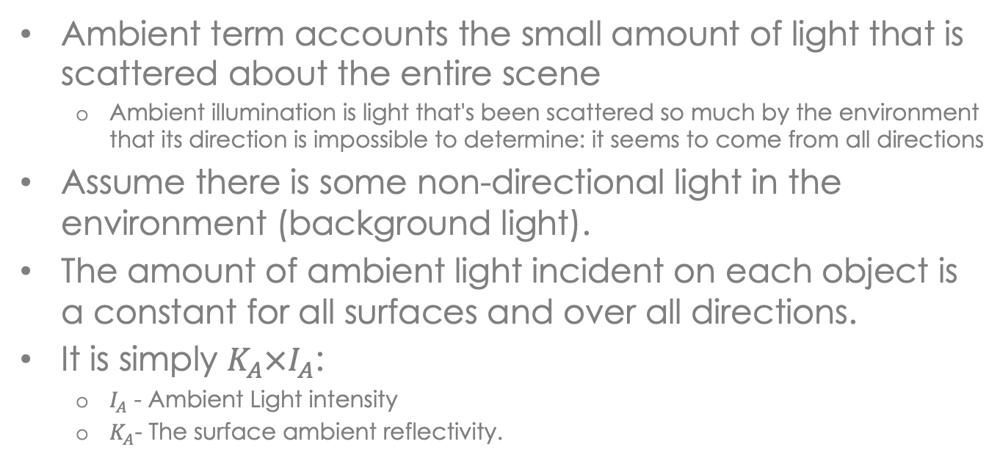 • Ambient term accounts the small amount of light that is
scattered about the entire scene
o Ambient illumination is light that's been scattered so much by the environment
that its direction is impossible to determine: it seems to come from all directions
• Assume there is some non-directional light in the
environment (background light).
• The amount of ambient light incident on each object is
a constant for all surfaces and over all directions.
• It is simply K_A×I_A:
o I_A - Ambient Light intensity
o K_A- The surface ambient reflectivity.